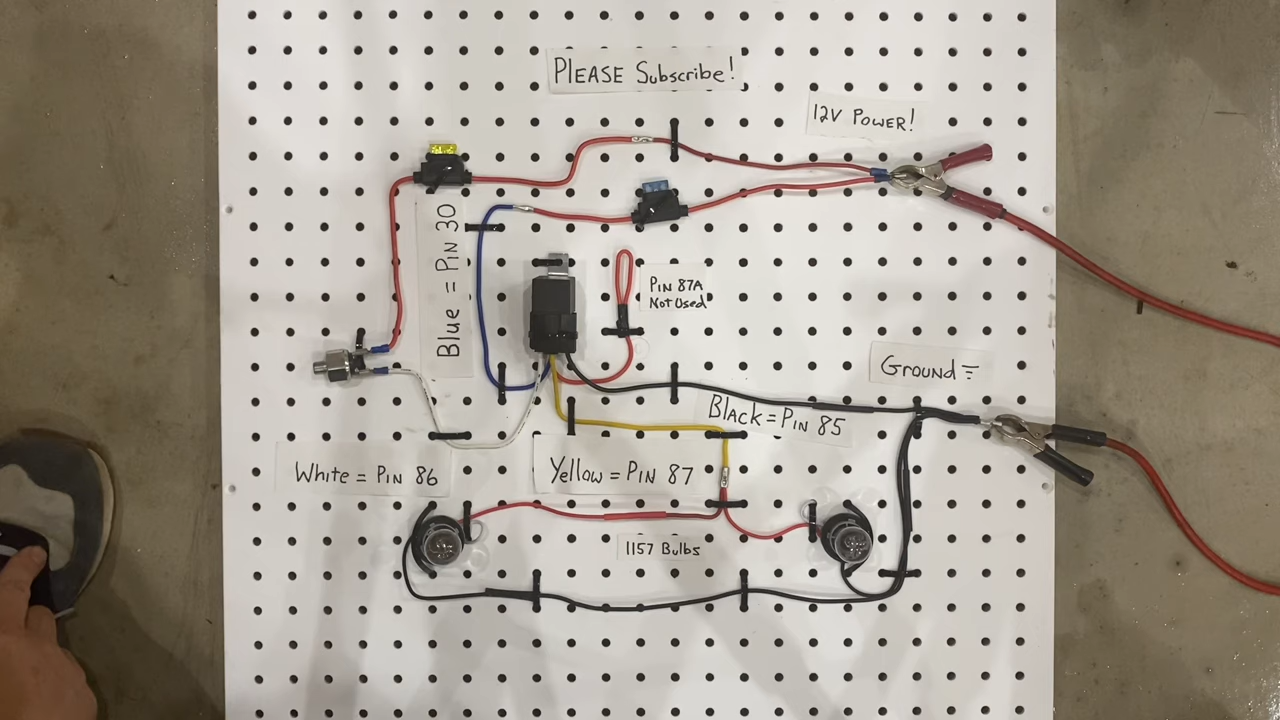 PLEASE Subscribe!
12V POWER!
Blue = PIN 30
PIN 87A
Not Used
Ground
Black = PIN 85
White = PIN 86
Yellow = PIN 87
1157 Bulbs